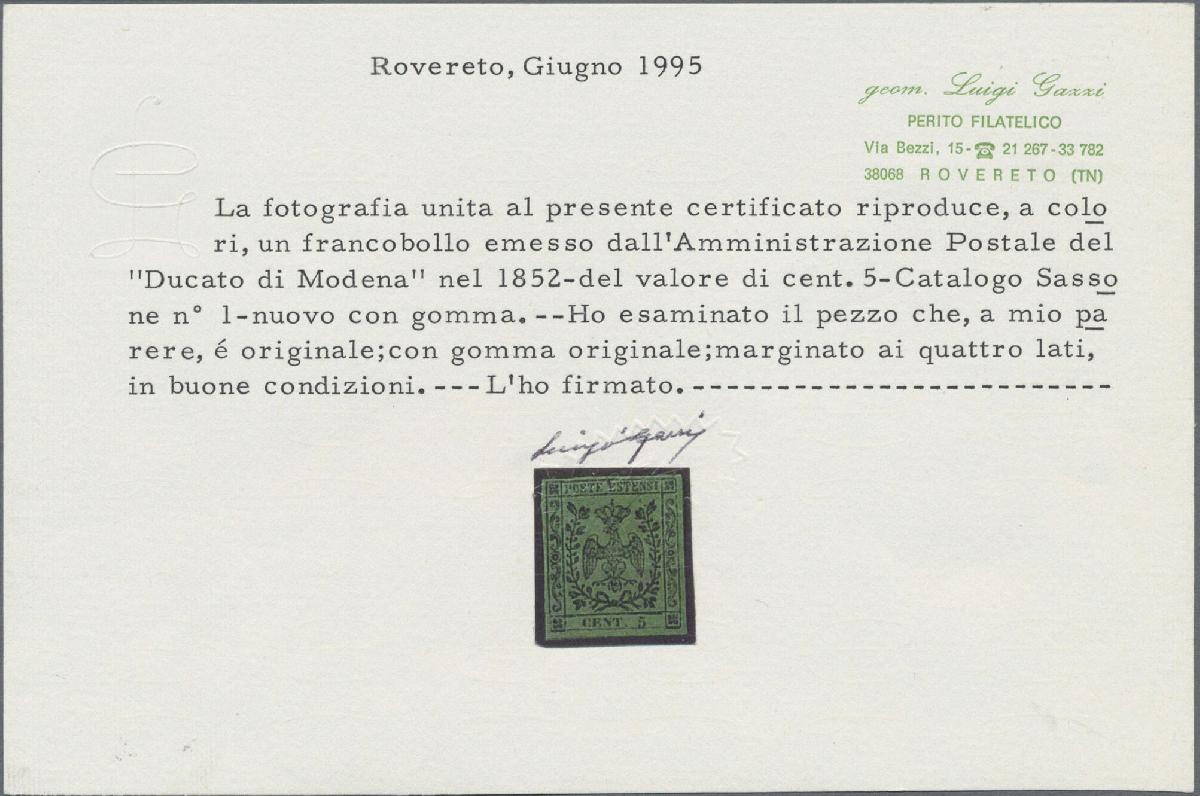 Rovereto, Giugno 1995
geom. Luigi Gazzi
PERITO FILATELICO
Via Bezzi, 15-☎ 21 267-33 782
38068 ROVERETO (TN)
La fotografia unita al presente certificato riproduce, a colo
ri, un francobollo emesso dall'Amministrazione Postale del
"Ducato di Modena" nel 1852-del valore di cent. 5-Catalogo Sasso
ne n° 1-nuovo con gomma.--Ho esaminato il pezzo che, a mio pa
rere, é originale;con gomma originale;marginato ai quattro lati,
in buone condizioni.---L'ho firmato.--------------------------
Luigi Gazzi
POSTE ESTENSI
CENT. 5